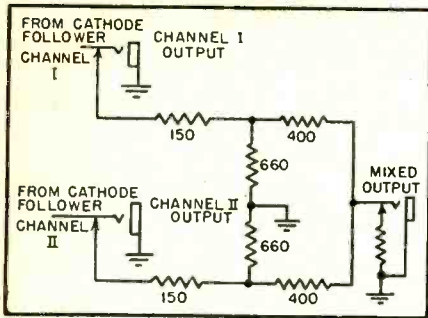 FROM CATHODE
FOLLOWER
CHANNEL
I
CHANNEL I
OUTPUT
150
400
660
FROM CATHODE
FOLLOWER
CHANNEL
II
CHANNEL II
OUTPUT
660
MIXED
OUTPUT
150
400